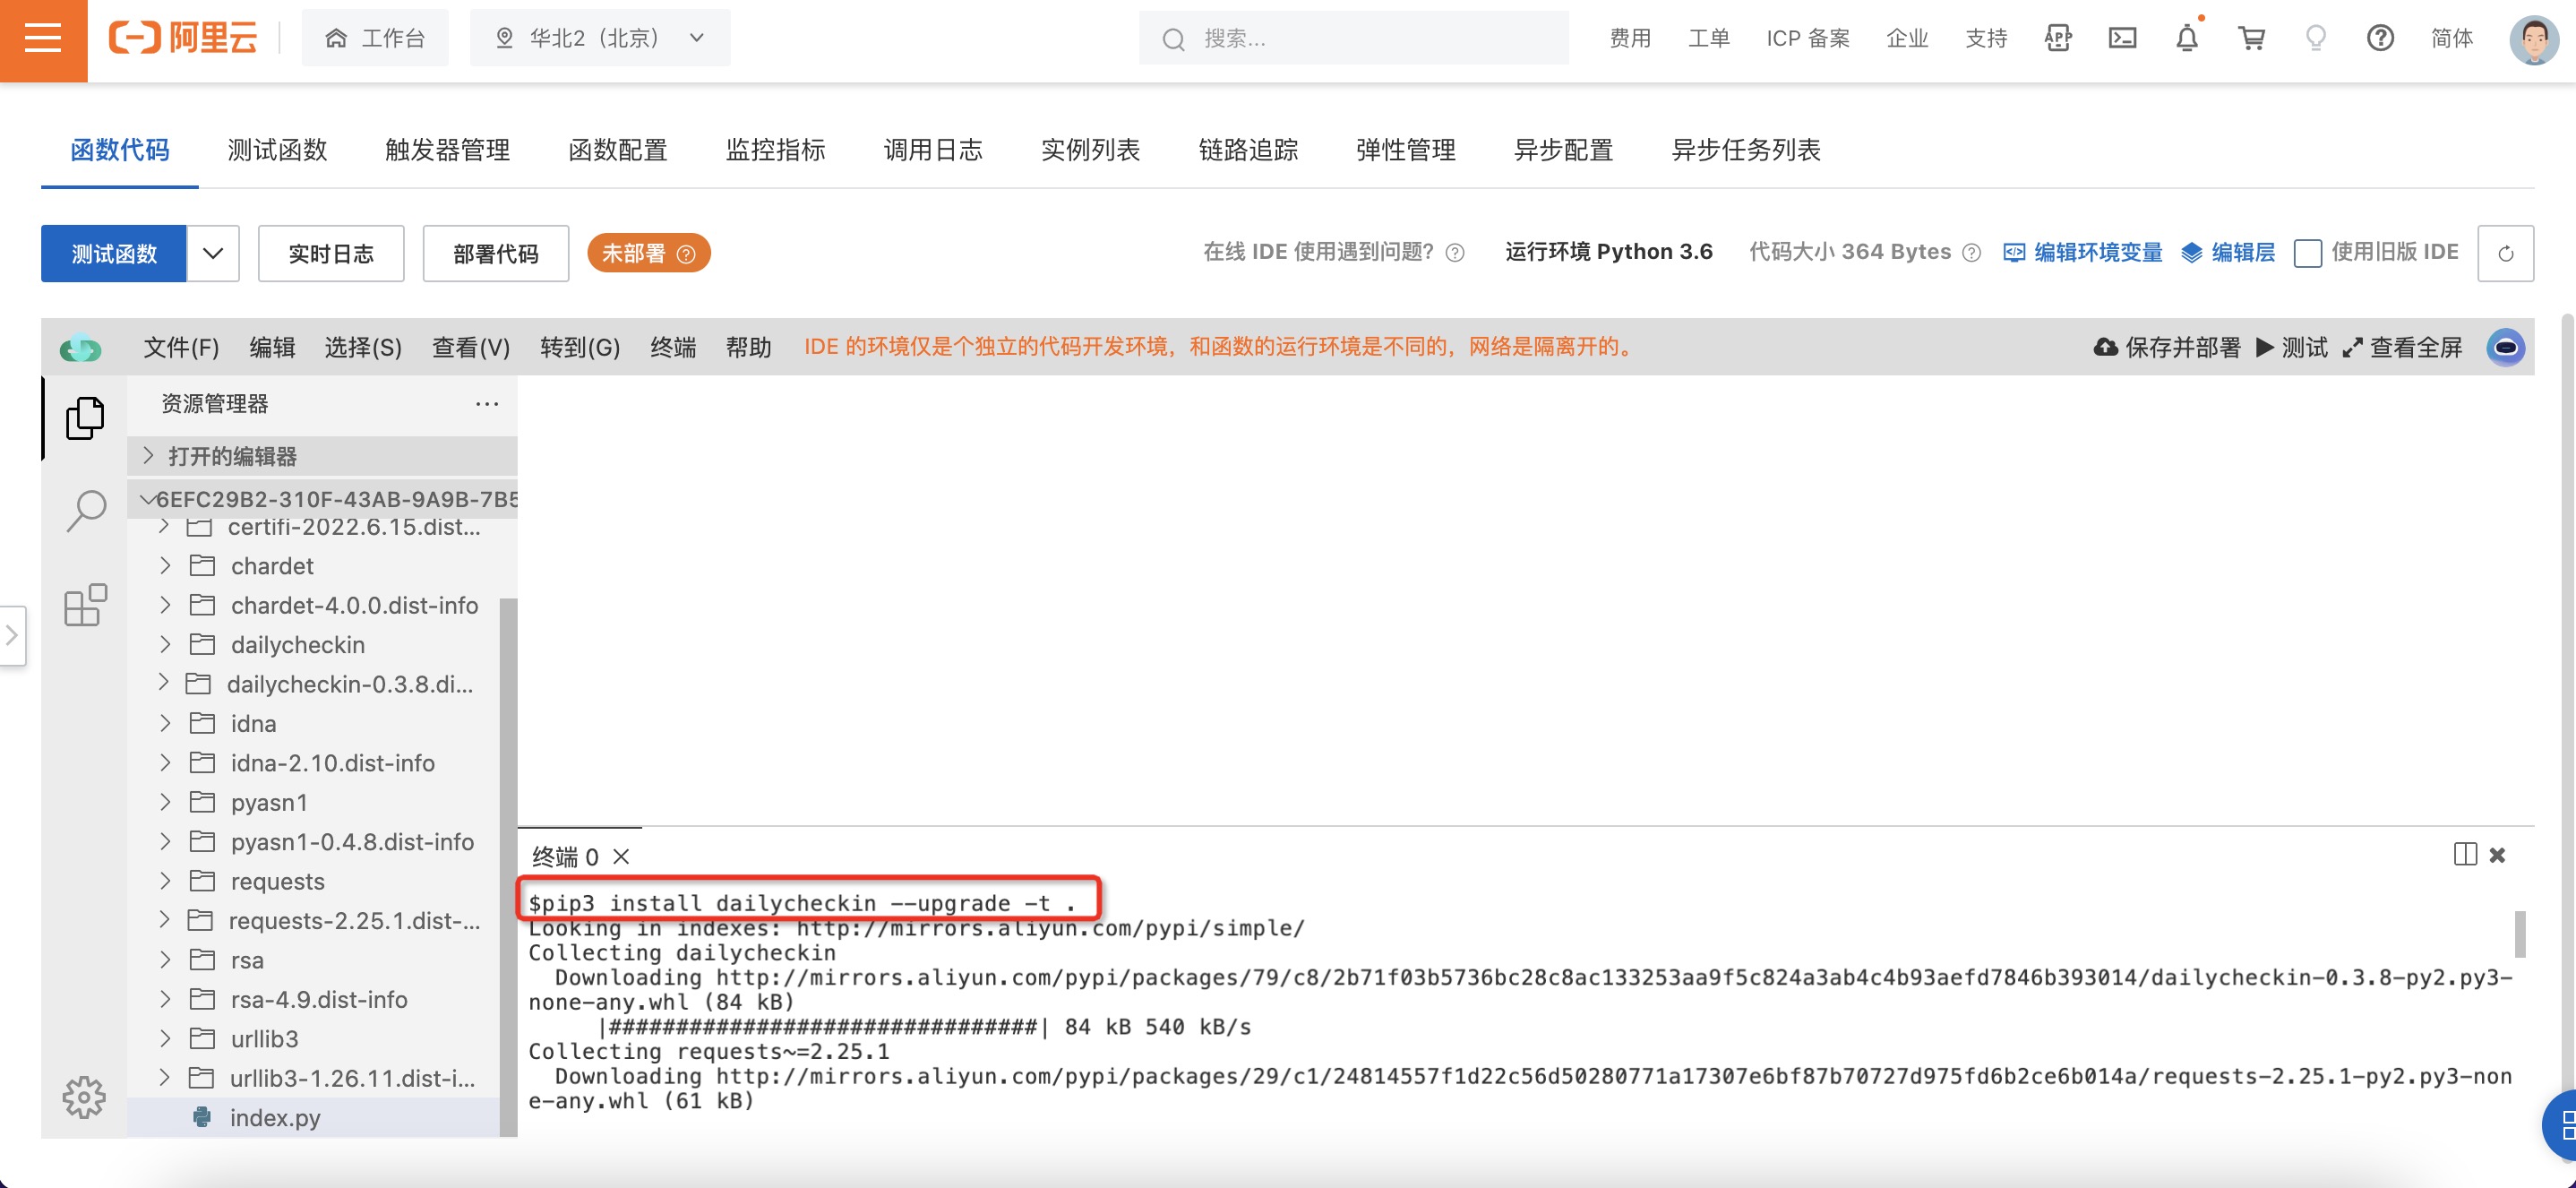 阿里云
工作台
华北2（北京）
搜索...
费用
工单
ICP 备案
企业
支持
简体
函数代码
测试函数
触发器管理
函数配置
监控指标
调用日志
实例列表
链路追踪
弹性管理
异步配置
异步任务列表
测试函数
实时日志
部署代码
未部署
在线 IDE 使用遇到问题?
运行环境 Python 3.6
代码大小 364 Bytes
编辑环境变量
编辑层
使用旧版 IDE
文件(F)
编辑
选择(S)
查看(V)
转到(G)
终端
帮助
IDE 的环境仅是个独立的代码开发环境，和函数的运行环境是不同的，网络是隔离开的。
保存并部署
测试
查看全屏
资源管理器
打开的编辑器
6EFC29B2-310F-43AB-9A9B-7B5
certifi-2022.6.15.dist...
chardet
chardet-4.0.0.dist-info
dailycheckin
dailycheckin-0.3.8.di...
idna
idna-2.10.dist-info
pyasn1
pyasn1-0.4.8.dist-info
requests
requests-2.25.1.dist-...
rsa
rsa-4.9.dist-info
urllib3
urllib3-1.26.11.dist-i...
index.py
终端 0
$pip3 install dailycheckin --upgrade -t .
Looking in indexes: http://mirrors.aliyun.com/pypi/simple/
Collecting dailycheckin
Downloading http://mirrors.aliyun.com/pypi/packages/79/c8/2b71f03b5736bc28c8ac133253aa9f5c824a3ab4c4b93aefd7846b393014/dailycheckin-0.3.8-py2.py3-
none-any.whl (84 kB)
|################################| 84 kB 540 kB/s
Collecting requests~=2.25.1
Downloading http://mirrors.aliyun.com/pypi/packages/29/c1/24814557f1d22c56d50280771a17307e6bf87b70727d975fd6b2ce6b014a/requests-2.25.1-py2.py3-non
e-any.whl (61 kB)